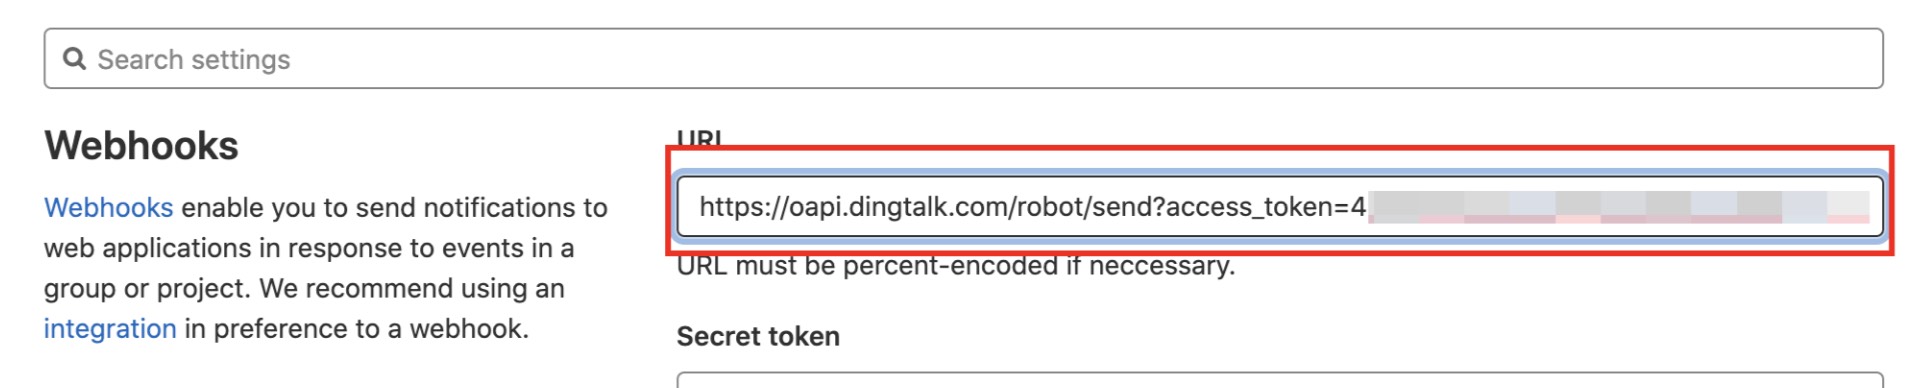 Search settings
Webhooks
Webhooks enable you to send notifications to
web applications in response to events in a
group or project. We recommend using an
integration in preference to a webhook.
URL
https://oapi.dingtalk.com/robot/send?access_token=4
URL must be percent-encoded if neccessary.
Secret token